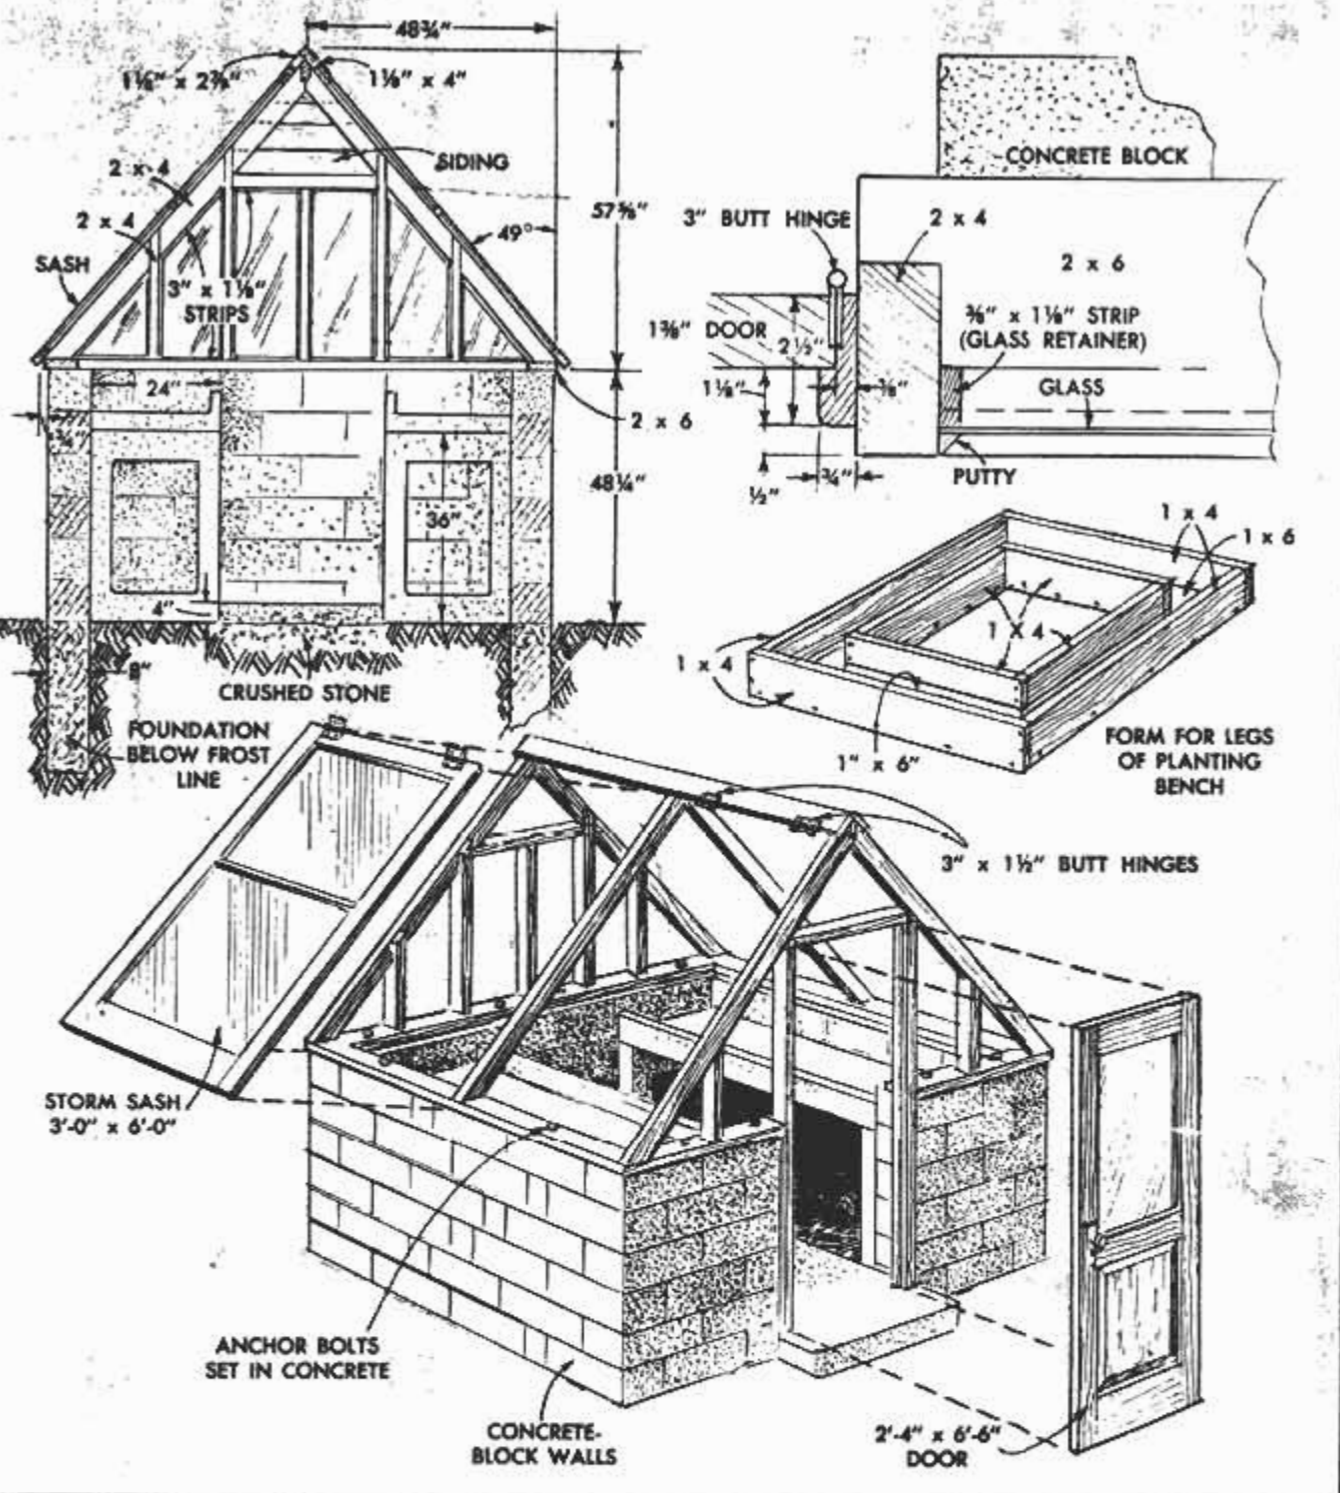 48¾"
1⅛" x 2⅞"
1⅛" x 4"
SIDING
2 x 4
2 x 4
SASH
3" x 1⅛"
STRIPS
49°
57⅝"
24"
2 x 6
36"
48¼"
4"
8"
CRUSHED STONE
FOUNDATION
BELOW FROST
LINE
CONCRETE BLOCK
3" BUTT HINGE
2 x 4
2 x 6
⅜" x 1⅛" STRIP
(GLASS RETAINER)
1⅜" DOOR
2½"
1⅛"
⅜"
GLASS
¾"
½"
PUTTY
1 x 4
1 x 6
1 x 4
1 x 4
1" x 6"
FORM FOR LEGS
OF PLANTING
BENCH
3" x 1½" BUTT HINGES
STORM SASH
3'-0" x 6'-0"
ANCHOR BOLTS
SET IN CONCRETE
CONCRETE-
BLOCK WALLS
2'-4" x 6'-6"
DOOR